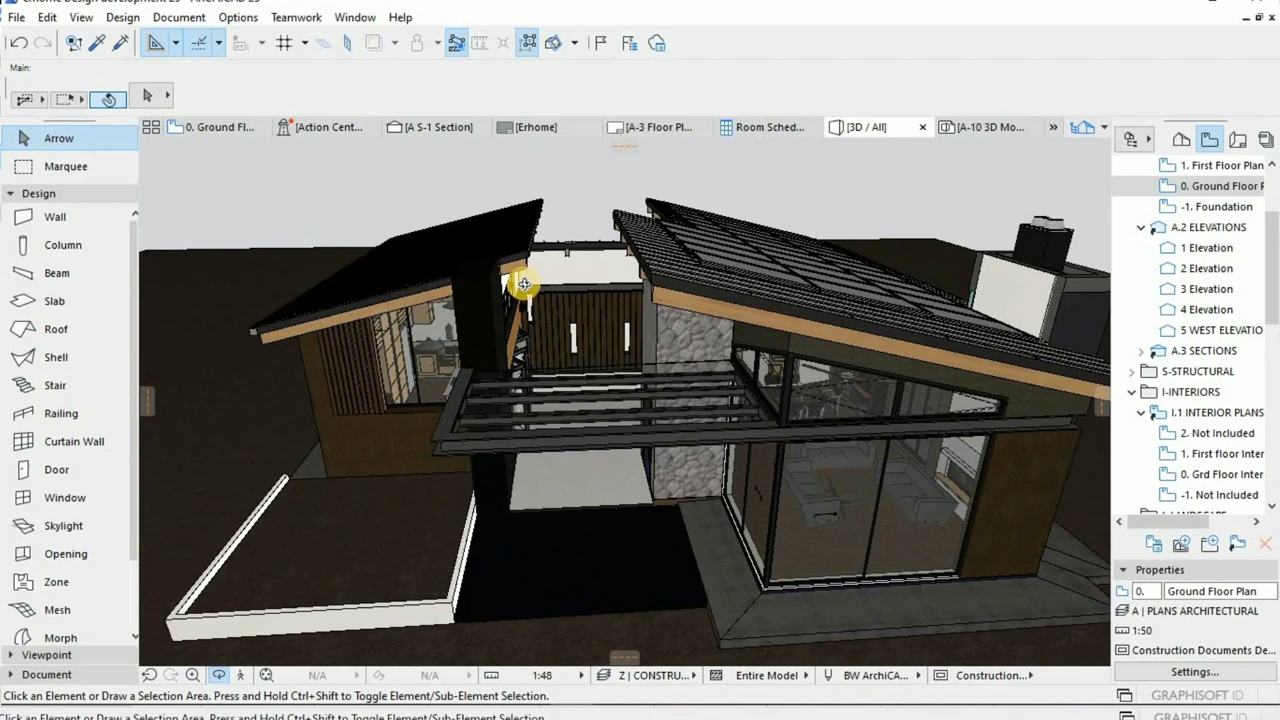 File Edit View Design Document Options Teamwork Window Help
Main:
0. Ground Fl...
[Action Cent...
[A S-1 Section]
[Erhome]
[A-3 Floor Pl...
Room Sched...
[3D / All]
[A-10 3D Mo...
Arrow
Marquee
Design
Wall
Column
Beam
Slab
Roof
Shell
Stair
Railing
Curtain Wall
Door
Window
Skylight
Opening
Zone
Mesh
Morph
Viewpoint
Document
1. First Floor Plan
0. Ground Floor P
-1. Foundation
A.2 ELEVATIONS
1 Elevation
2 Elevation
3 Elevation
4 Elevation
5 WEST ELEVATIO
A.3 SECTIONS
S-STRUCTURAL
I-INTERIORS
I.1 INTERIOR PLANS
2. Not Included
1. First floor Inter
0. Grd Floor Inter
-1. Not Included
Properties
0. Ground Floor Plan
A | PLANS ARCHITECTURAL
1:50
Construction Documents De...
Settings...
N/A
N/A
1:48
Z | CONSTRU...
Entire Model
BW ArchiCA...
Construction...
Click an Element or Draw a Selection Area. Press and Hold Ctrl+Shift to Toggle Element/Sub-Element Selection.
GRAPHISOFT ID